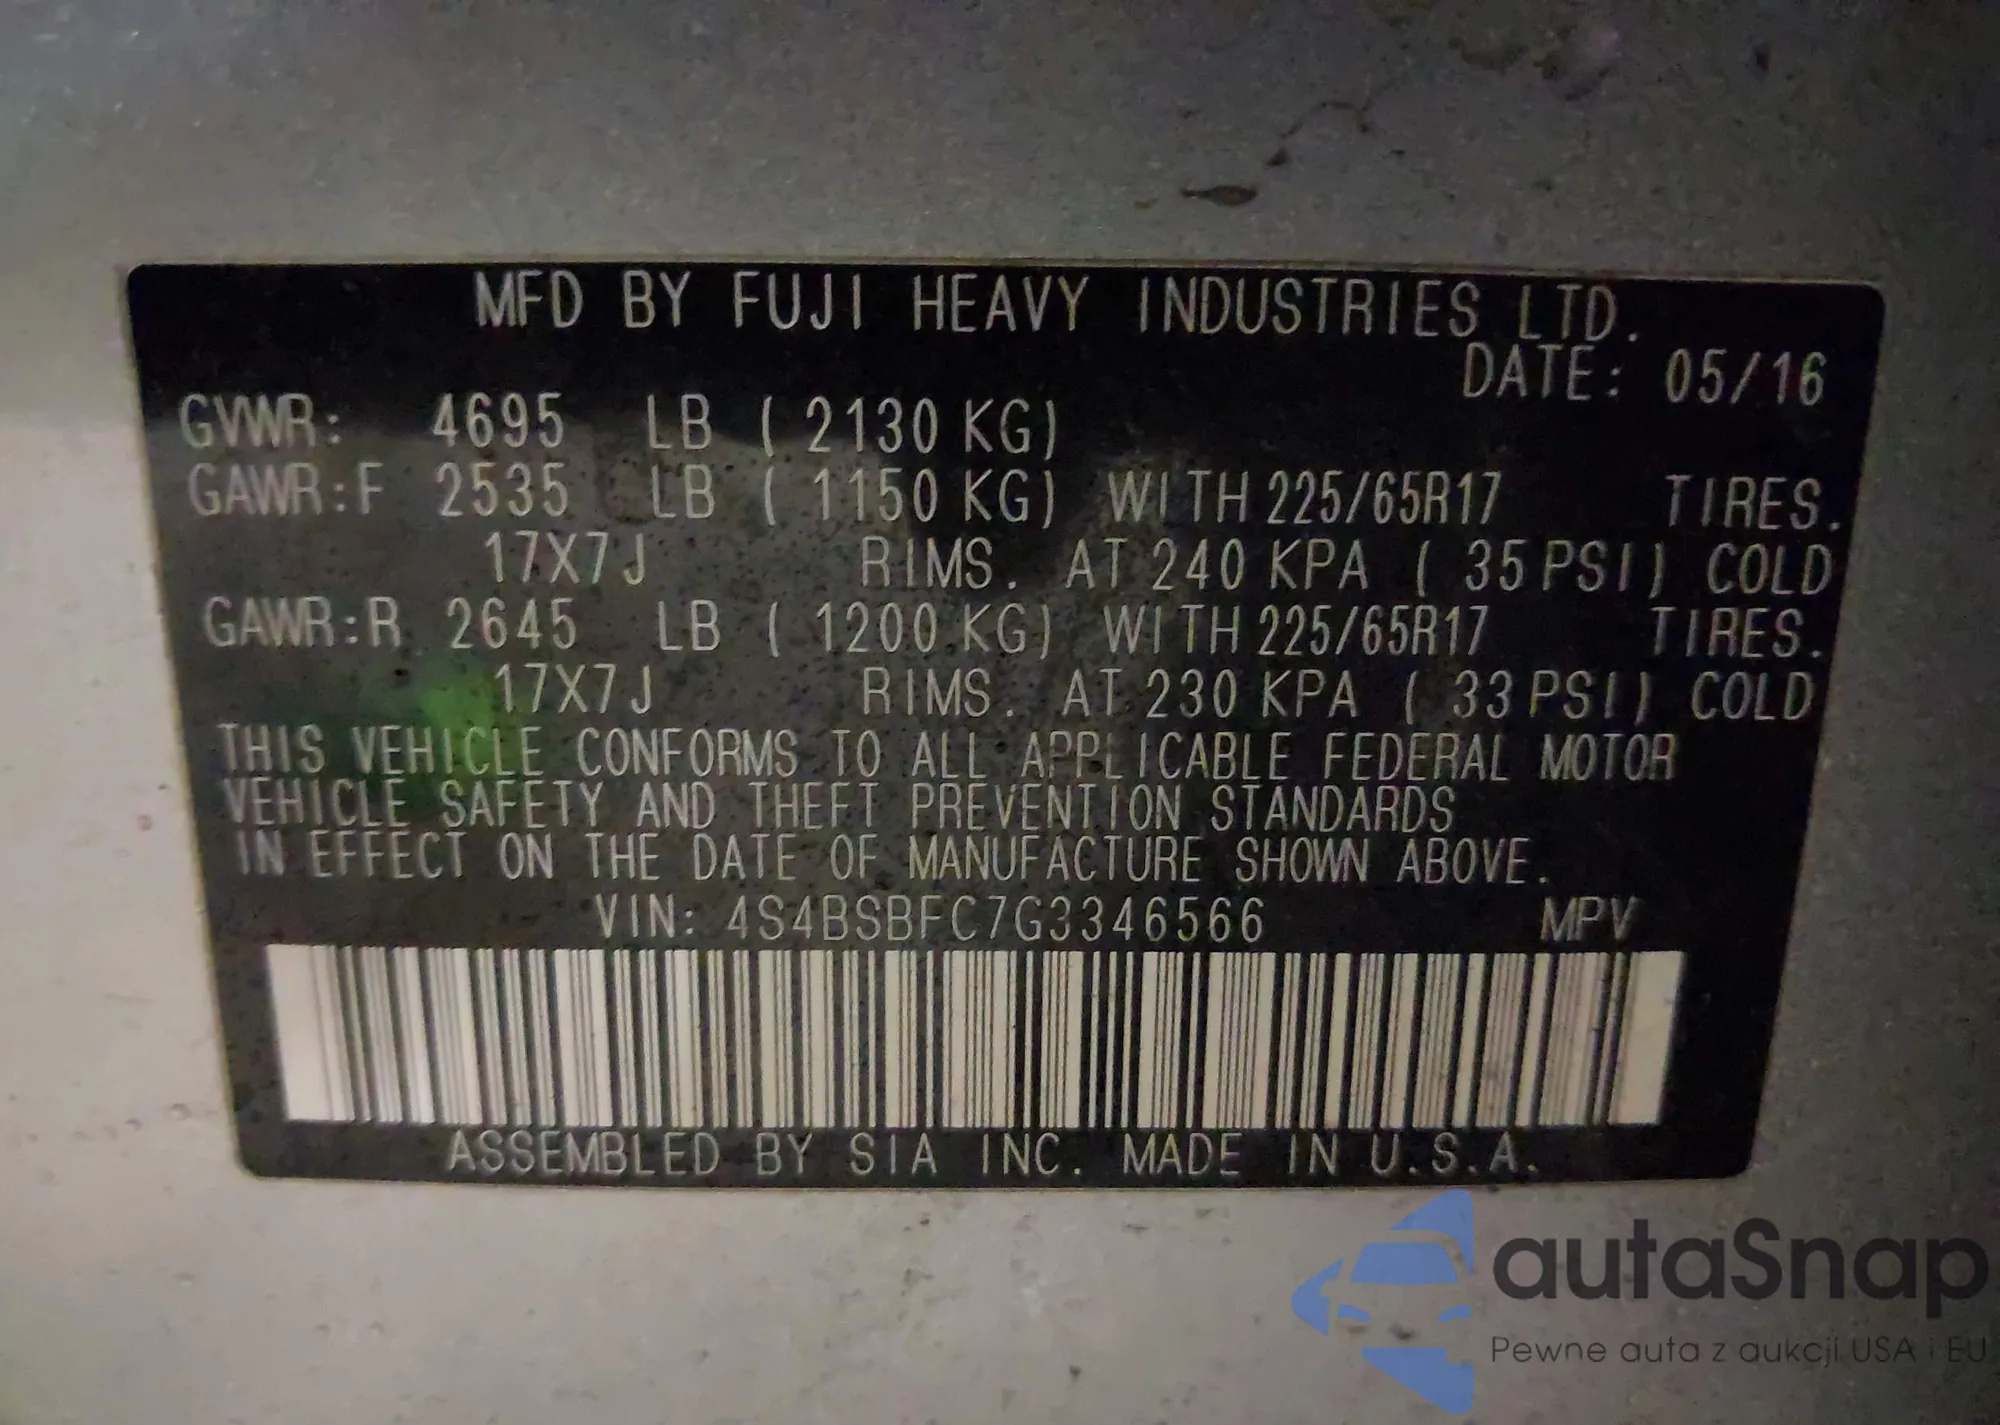 MFD BY FUJI HEAVY INDUSTRIES LTD.
DATE: 05/16
GVWR: 4695 LB ( 2130 KG)
GAWR:F 2535 LB ( 1150 KG) WITH 225/65R17 TIRES.
17X7J RIMS. AT 240 KPA ( 35 PSI) COLD
GAWR:R 2645 LB ( 1200 KG) WITH 225/65R17 TIRES.
17X7J RIMS. AT 230 KPA ( 33 PSI) COLD
THIS VEHICLE CONFORMS TO ALL APPLICABLE FEDERAL MOTOR
VEHICLE SAFETY AND THEFT PREVENTION STANDARDS
IN EFFECT ON THE DATE OF MANUFACTURE SHOWN ABOVE.
VIN: 4S4BSBFC7G3346566 MPV
ASSEMBLED BY SIA INC. MADE IN U.S.A.
autaSnap
Pewne auta z aukcji USA i EU